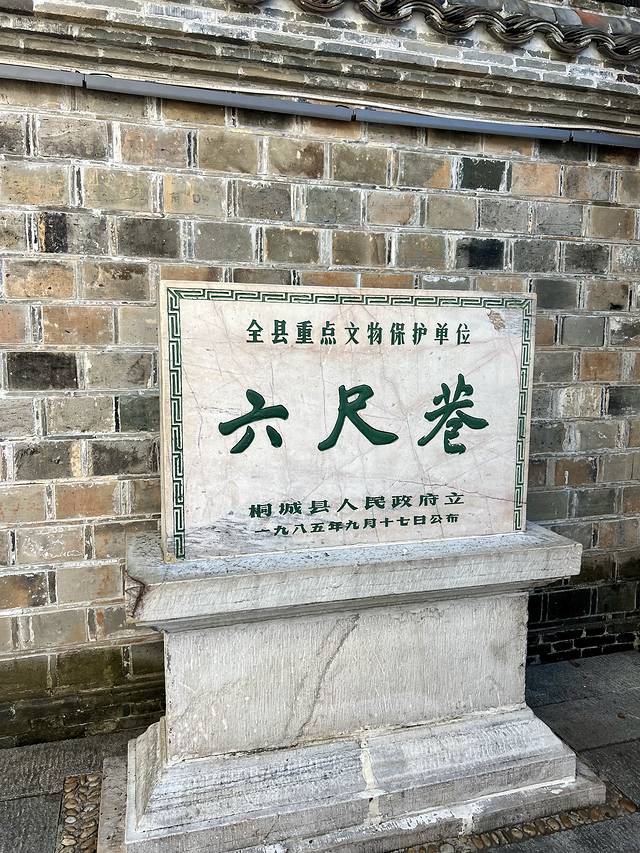 全县重点文物保护单位
六尺巷
桐城县人民政府立
一九八五年九月十七日公布